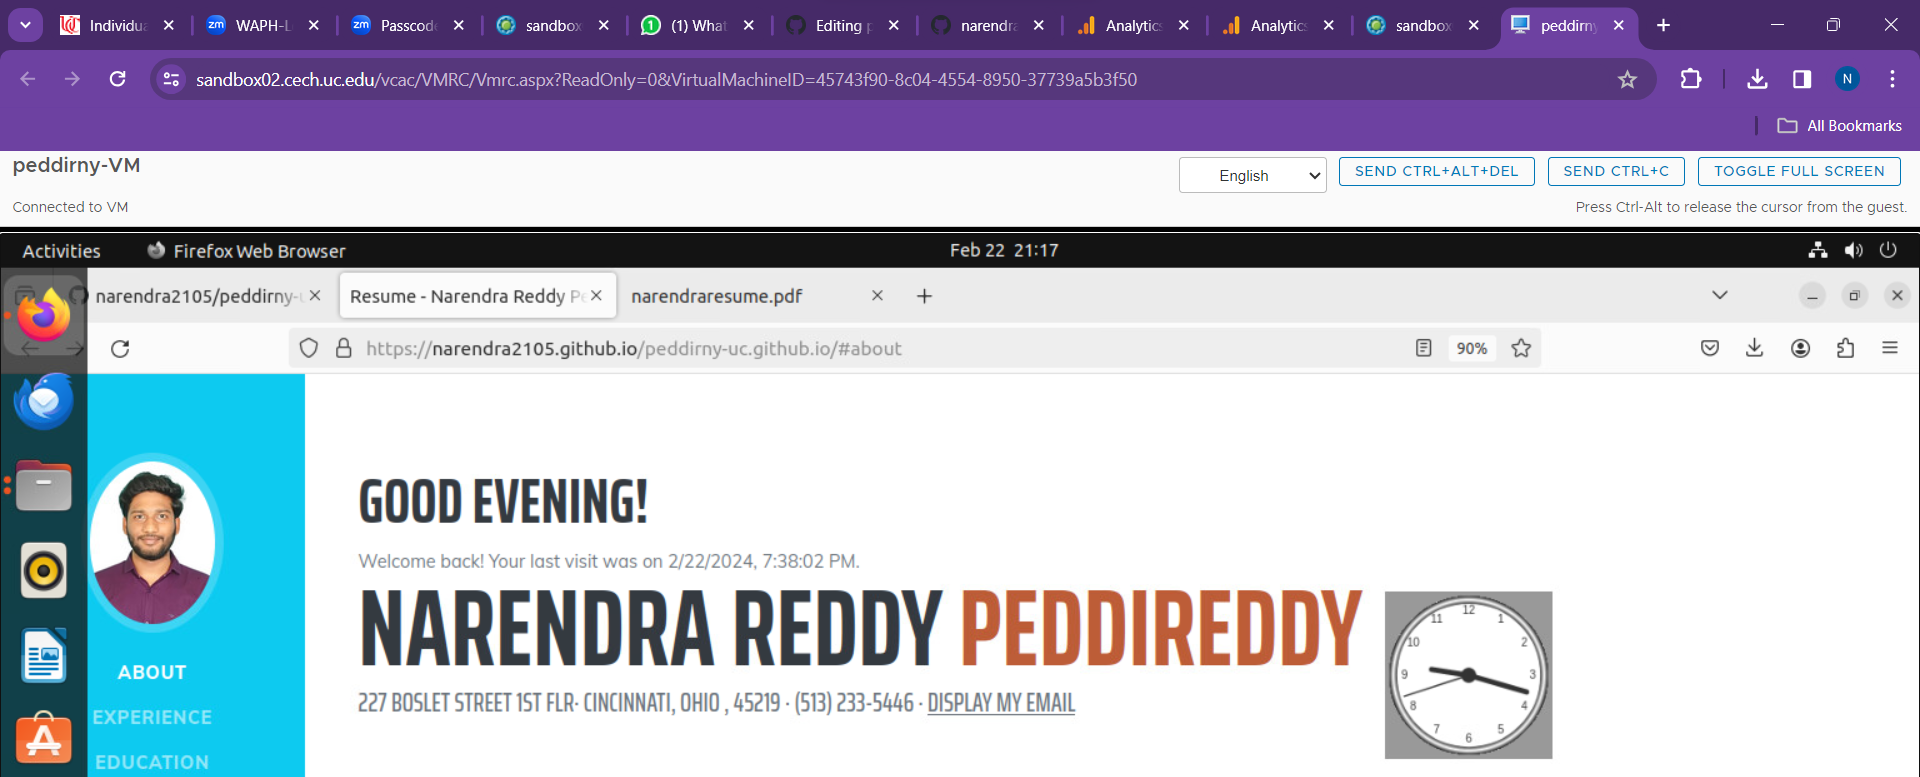 Individua
WAPH-L
Passcode
sandbox
(1) What
Editing p
narendra
Analytics
Analytics
sandbox
peddirny
sandbox02.cech.uc.edu/vcac/VMRC/Vmrc.aspx?ReadOnly=0&VirtualMachineID=45743f90-8c04-4554-8950-37739a5b3f50
N
All Bookmarks
peddirny-VM
English
SEND CTRL+ALT+DEL
SEND CTRL+C
TOGGLE FULL SCREEN
Connected to VM
Press Ctrl-Alt to release the cursor from the guest.
Activities
Firefox Web Browser
Feb 22 21:17
narendra2105/peddirny-u
Resume - Narendra Reddy Pe
narendraresume.pdf
https://narendra2105.github.io/peddirny-uc.github.io/#about
90%
GOOD EVENING!
Welcome back! Your last visit was on 2/22/2024, 7:38:02 PM.
NARENDRA REDDY PEDDIREDDY
227 BOSLET STREET 1ST FLR· CINCINNATI, OHIO , 45219 · (513) 233-5446 · DISPLAY MY EMAIL
12
1
2
3
4
5
6
7
8
9
10
11
ABOUT
EXPERIENCE
EDUCATION